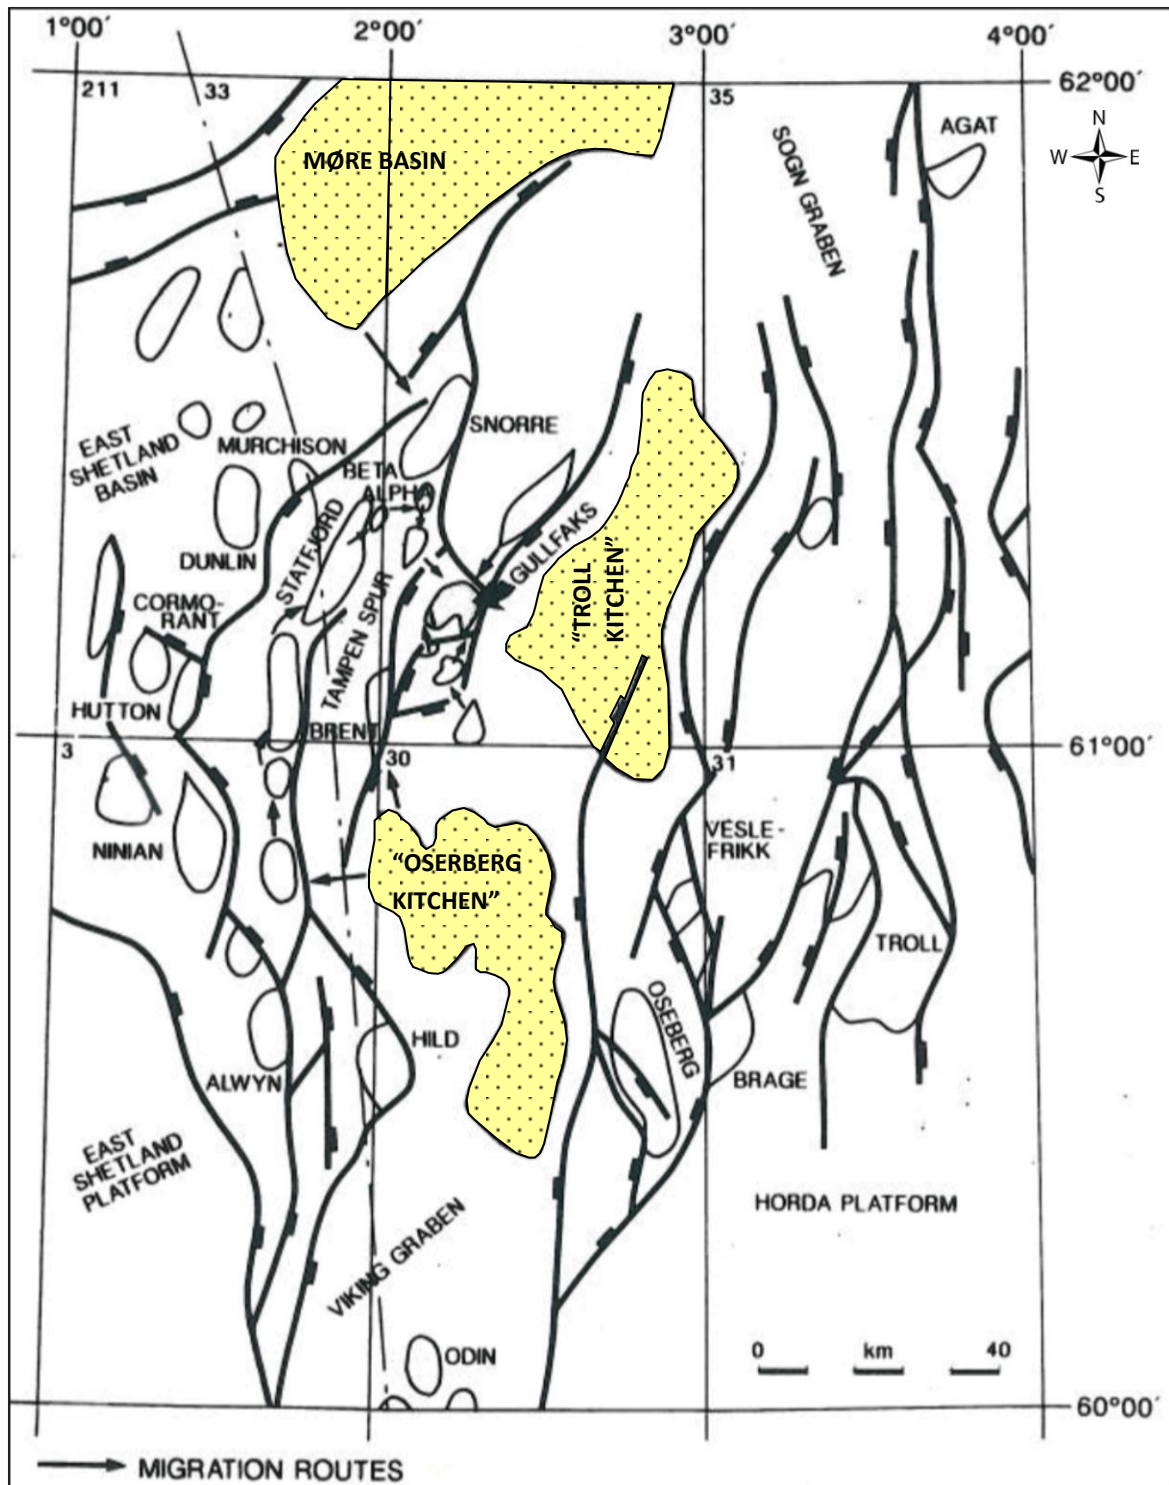 1°00′
2°00′
3°00′
4°00′
211
33
35
62°00′
N
W
E
S
AGAT
MØRE BASIN
SOGN GRABEN
SNORRE
EAST
SHETLAND
BASIN
MURCHISON
BETA
ALPHA
STATFJORD
GULLFAKS
DUNLIN
"TROLL
KITCHEN"
CORMO-
RANT
TAMPEN SPUR
HUTTON
BRENT
3
30
31
61°00′
NINIAN
"OSERBERG
KITCHEN"
VESLE-
FRIKK
TROLL
OSEBERG
HILD
ALWYN
BRAGE
EAST
SHETLAND
PLATFORM
HORDA PLATFORM
VIKING GRABEN
ODIN
0
km
40
60°00′
MIGRATION ROUTES